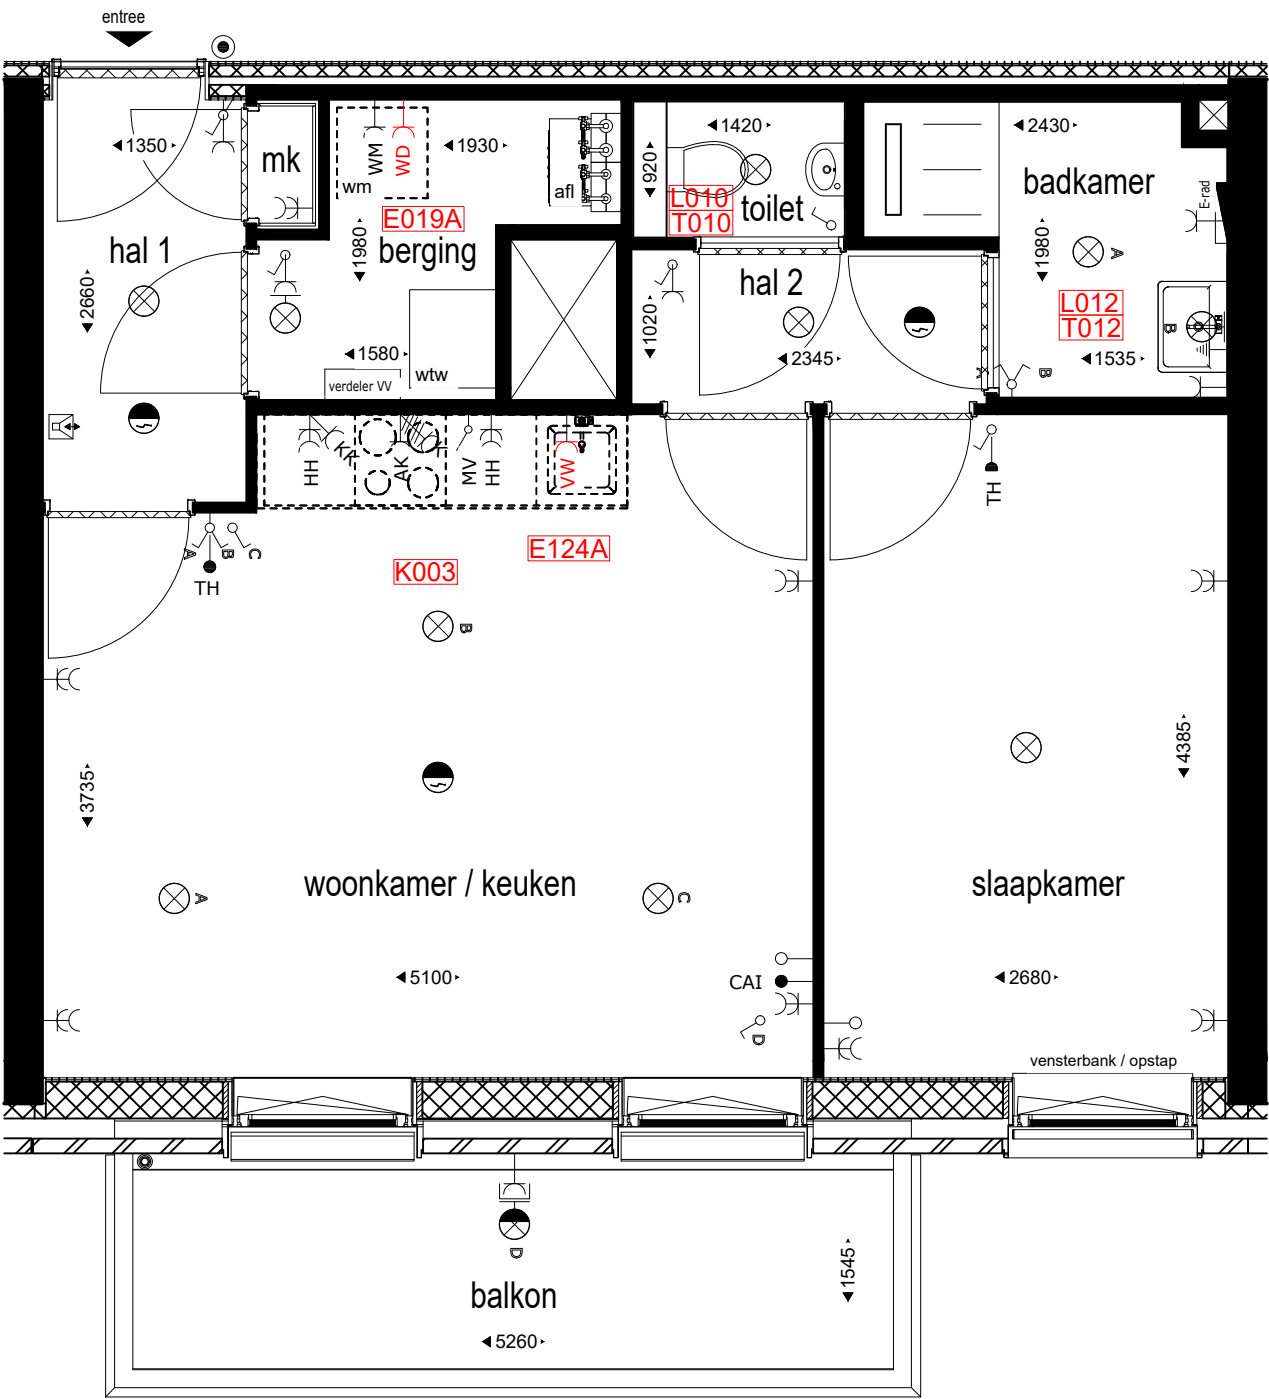 entree
1350
mk
WM
WD
wm
1930
afl
1420
920
2430
E-rad
L010
T010
toilet
badkamer
E019A
hal 1
1980
berging
2660
hal 2
1980
A
L012
T012
B
1020
1580
2345
1535
verdeler VV
wtw
A
B
HH
KK
AK
MV
HH
VW
TH
A
B
C
TH
E124A
K003
B
3735
4385
A
woonkamer / keuken
C
slaapkamer
5100
CAI
2680
D
vensterbank / opstap
D
1545
balkon
5260